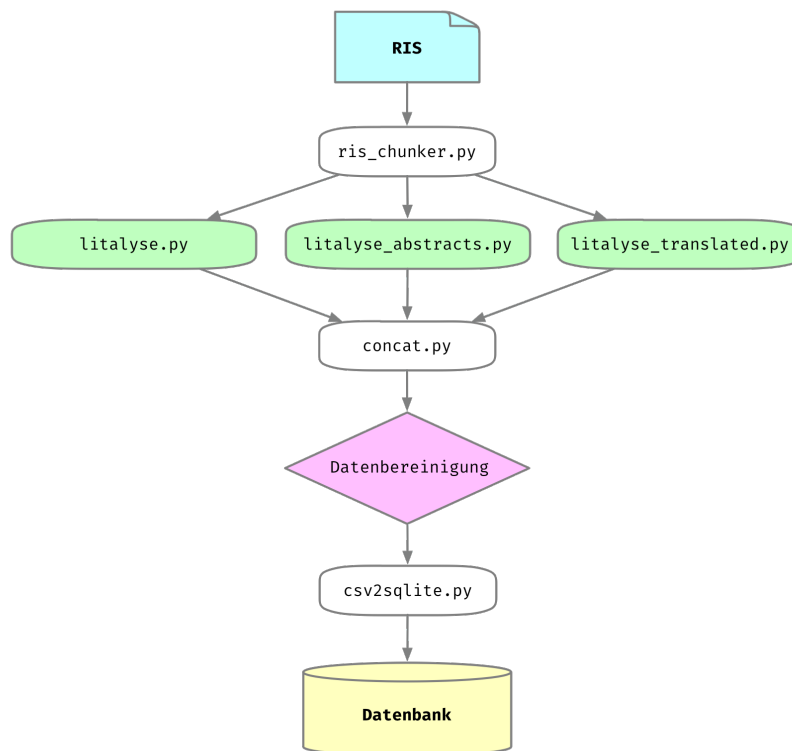 RIS
ris_chunker.py
litalyse.py
litalyse_abstracts.py
litalyse_translated.py
concat.py
Datenbereinigung
csv2sqlite.py
Datenbank